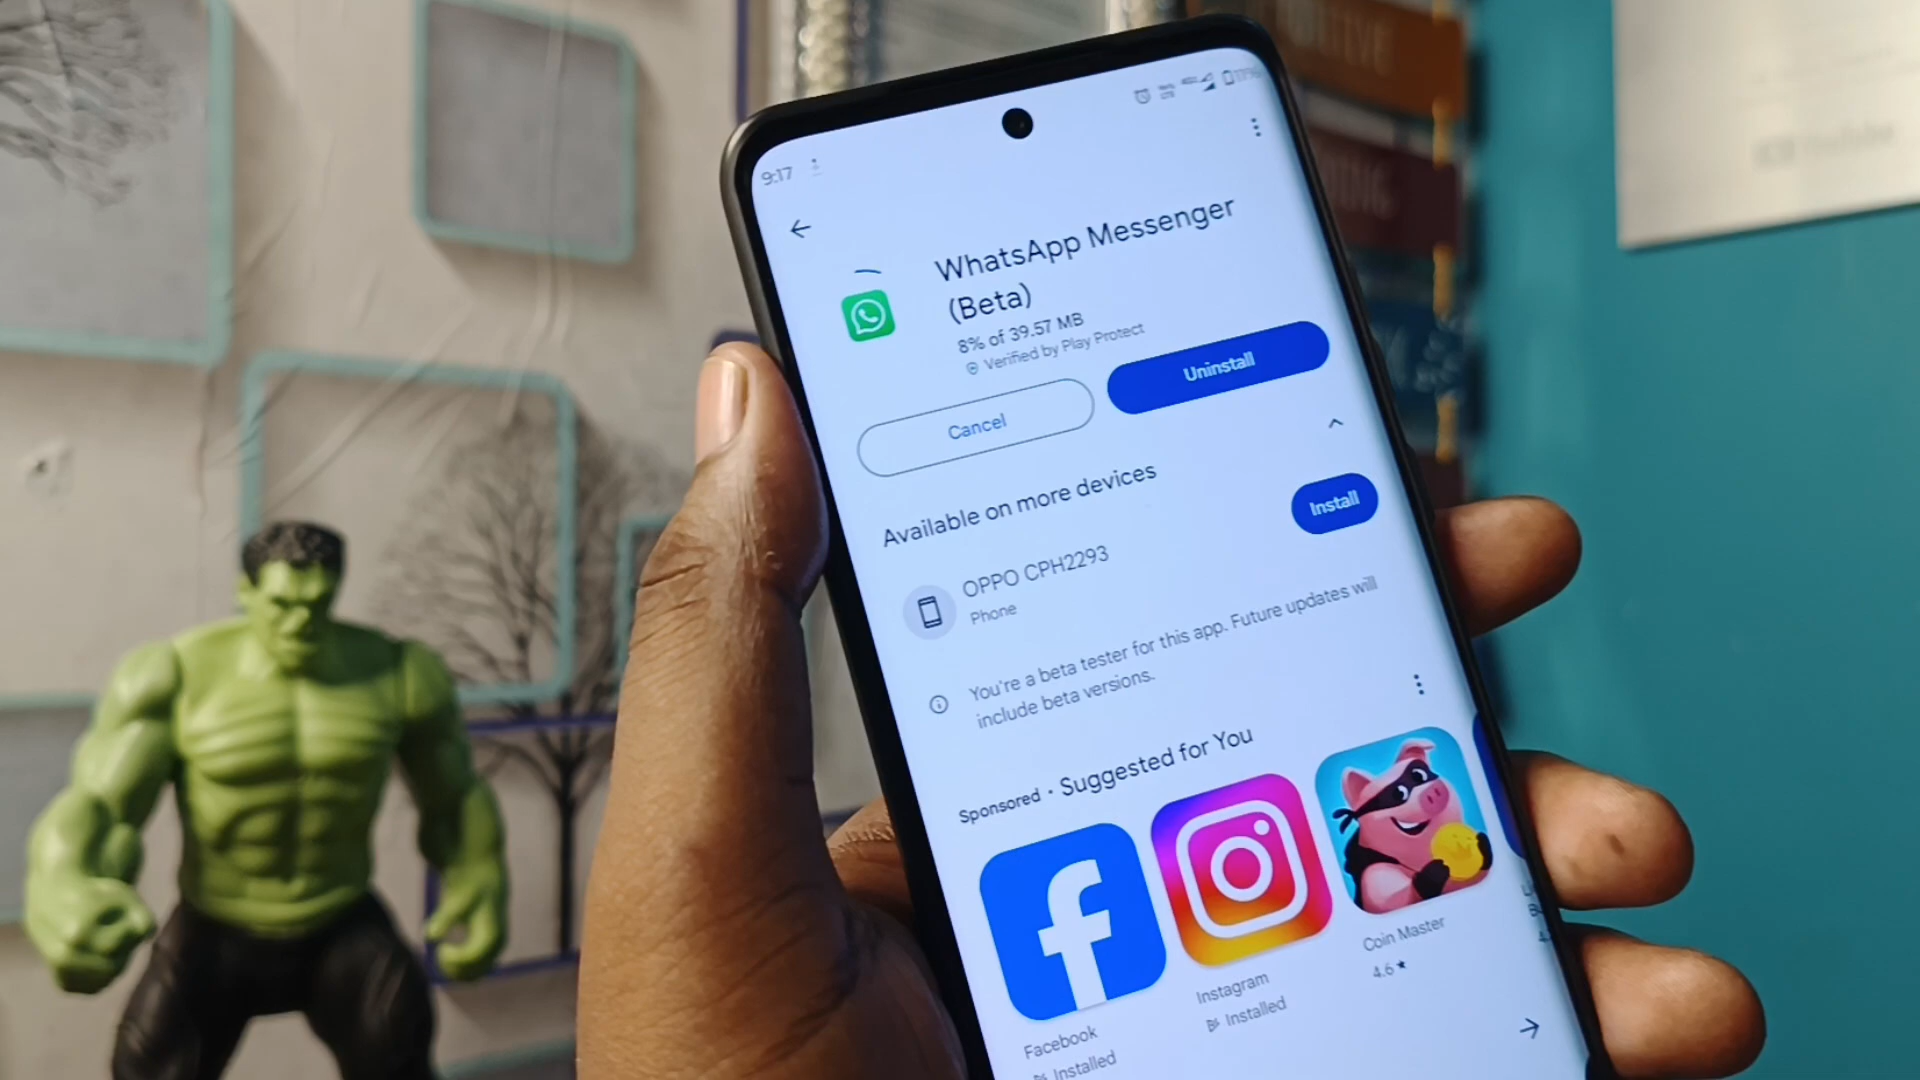 9:17
11%
WhatsApp Messenger
(Beta)
8% of 39.57 MB
Verified by Play Protect
Cancel
Uninstall
Available on more devices
OPPO CPH2293
Phone
Install
You're a beta tester for this app. Future updates will
include beta versions.
Sponsored • Suggested for You
Facebook
Installed
Instagram
Installed
Coin Master
4.6★